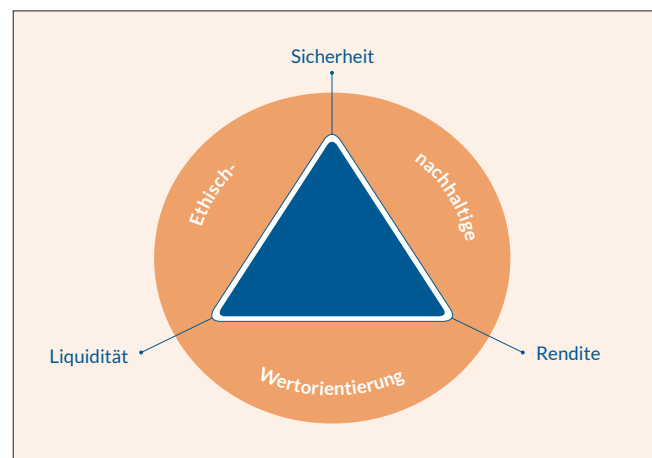 Sicherheit
Ethisch-
nachhaltige
Liquidität
Rendite
Wertorientierung